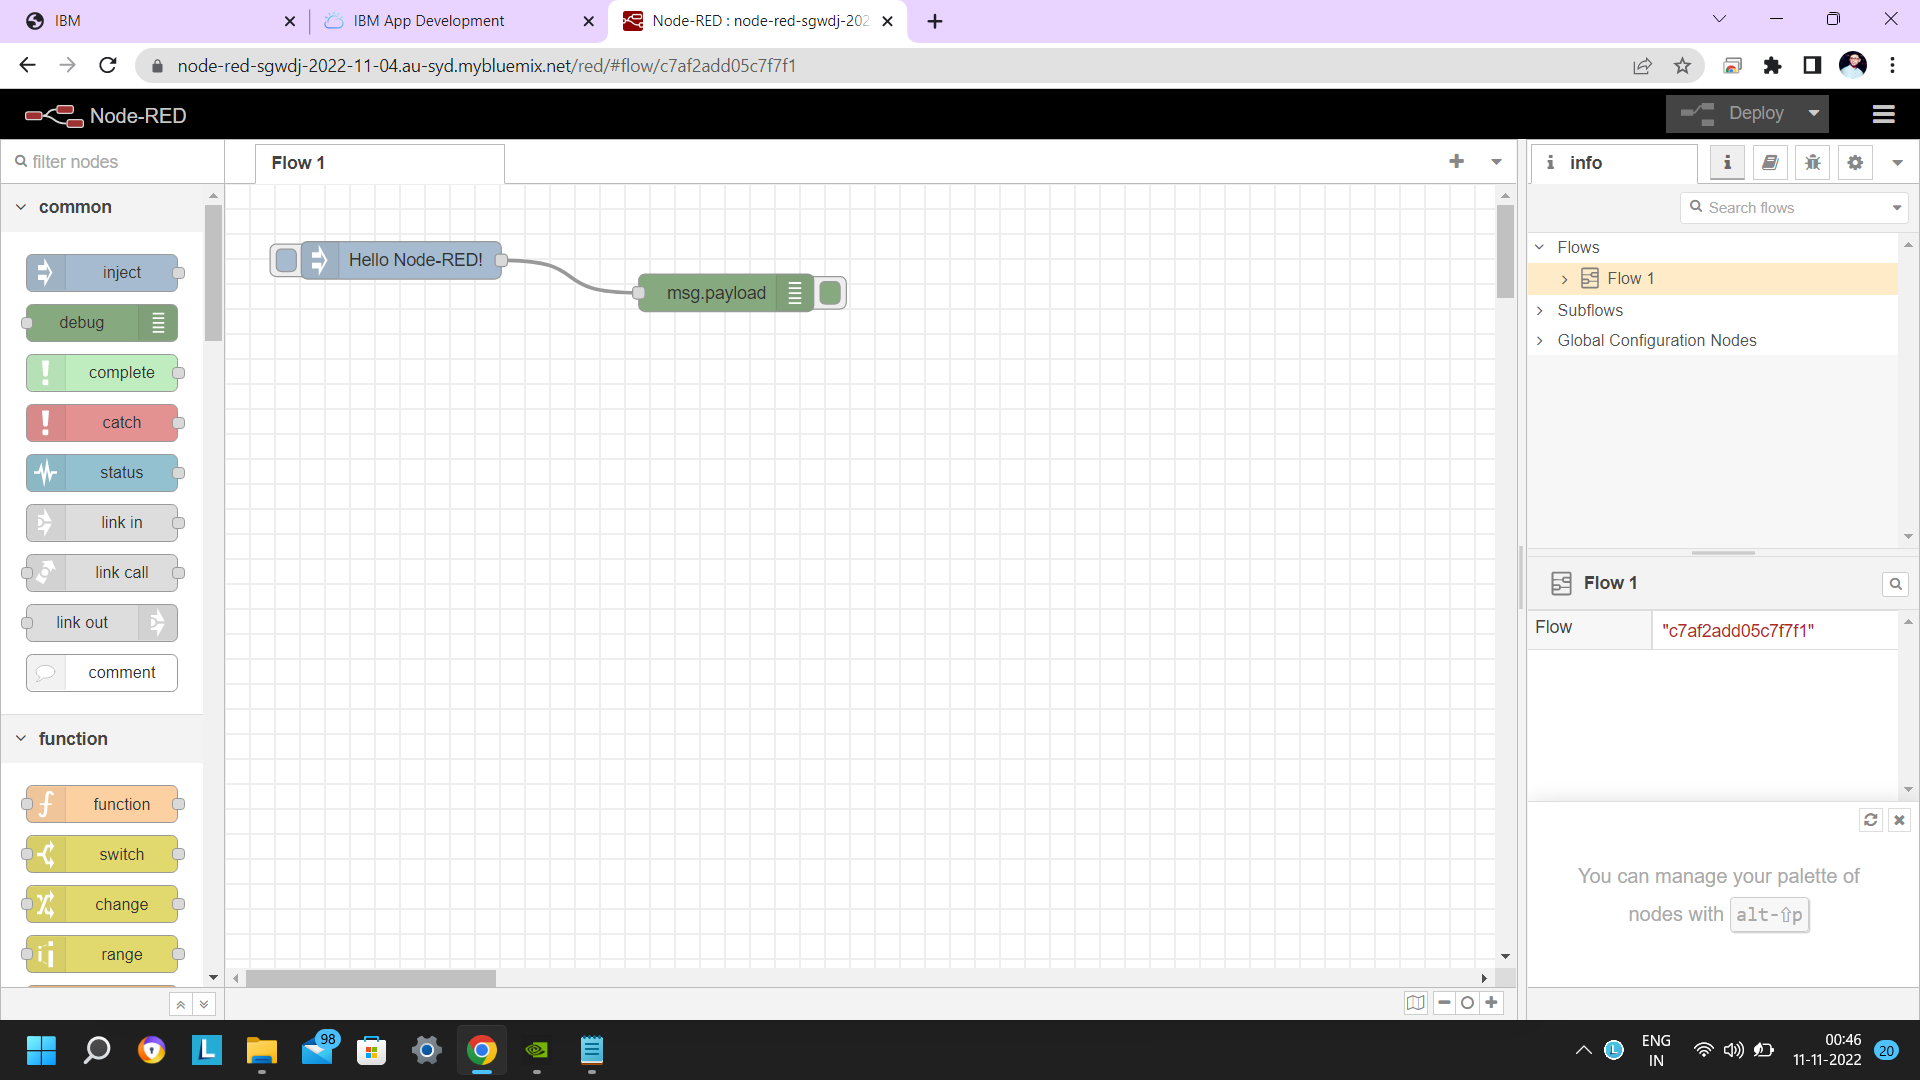 IBM
IBM App Development
Node-RED : node-red-sgwdj-202
node-red-sgwdj-2022-11-04.au-syd.mybluemix.net/red/#flow/c7af2add05c7f7f1
Node-RED
Deploy
filter nodes
Flow 1
info
common
Search flows
inject
debug
complete
catch
status
link in
link call
link out
comment
function
function
switch
change
range
Hello Node-RED!
msg.payload
Flows
Flow 1
Subflows
Global Configuration Nodes
Flow 1
Flow
"c7af2add05c7f7f1"
You can manage your palette of
nodes with alt-⇧p
98
ENG
IN
00:46
11-11-2022
20